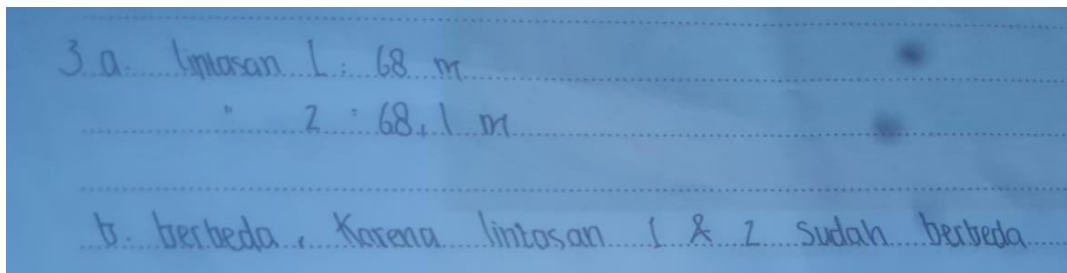 3 a. lintasan 1 : 68 m
" 2 : 68,1 m
b. berbeda, Karena lintasan 1 & 2 sudah berbeda